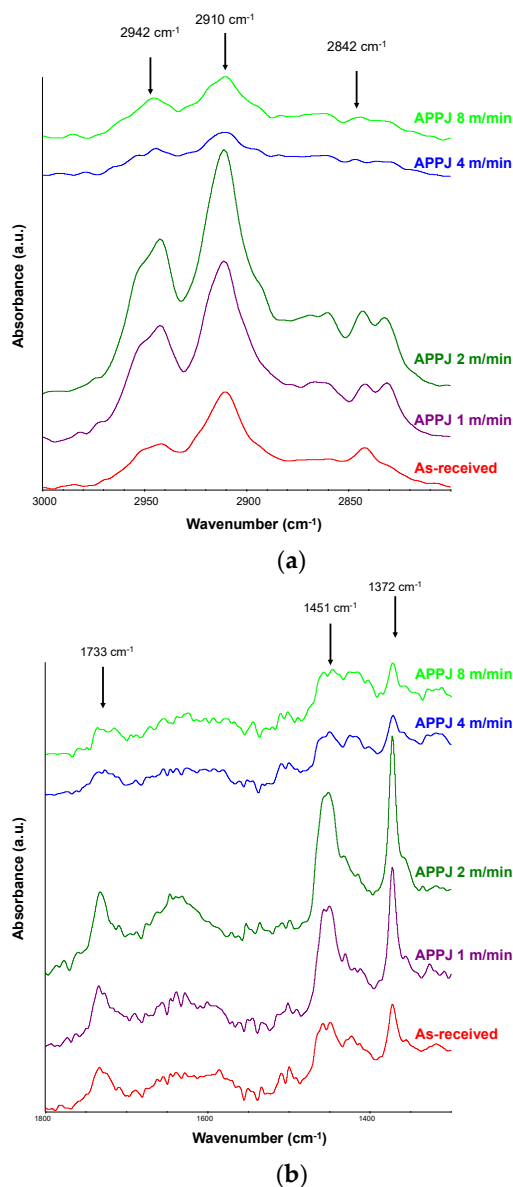 2942 cm-1
2910 cm-1
2842 cm-1
APPJ 8 m/min
APPJ 4 m/min
APPJ 2 m/min
APPJ 1 m/min
As-received
Absorbance (a.u.)
3000
2950
2900
2850
Wavenumber (cm-1)
(a)
1733 cm-1
1451 cm-1
1372 cm-1
APPJ 8 m/min
APPJ 4 m/min
APPJ 2 m/min
APPJ 1 m/min
As-received
Absorbance (a.u.)
1800
1600
1400
Wavenumber (cm-1)
(b)